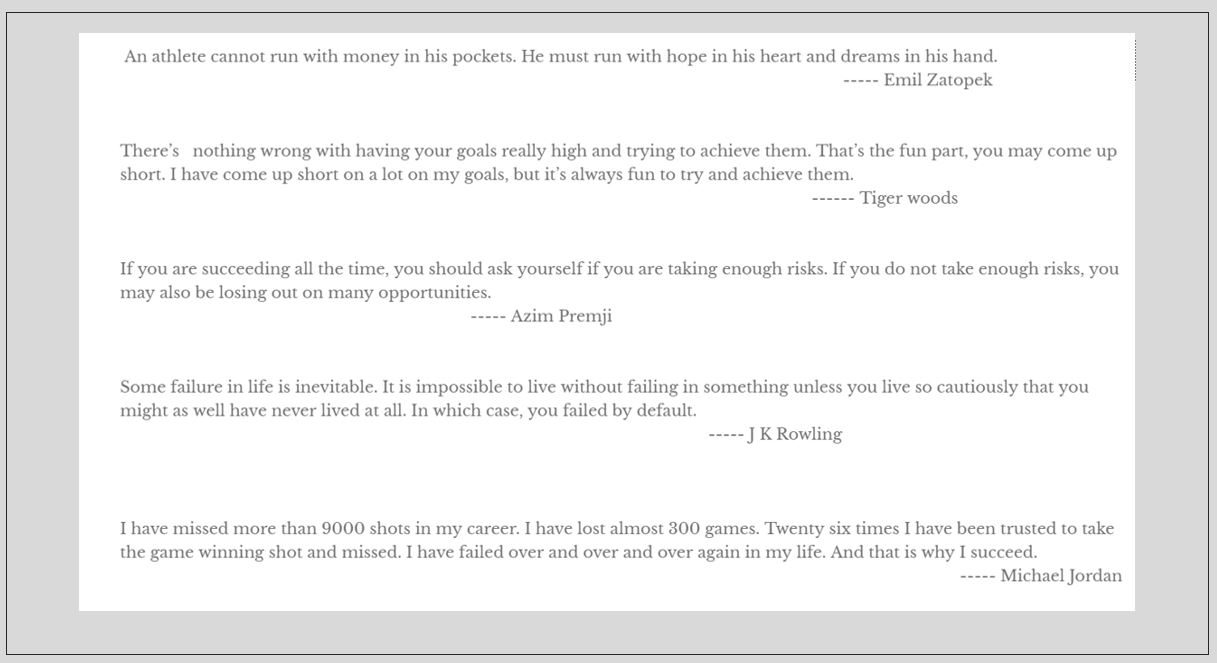 An athlete cannot run with money in his pockets. He must run with hope in his heart and dreams in his hand.
----- Emil Zatopek
There’s   nothing wrong with having your goals really high and trying to achieve them. That’s the fun part, you may come up
short. I have come up short on a lot on my goals, but it’s always fun to try and achieve them.
------ Tiger woods
If you are succeeding all the time, you should ask yourself if you are taking enough risks. If you do not take enough risks, you
may also be losing out on many opportunities.
----- Azim Premji
Some failure in life is inevitable. It is impossible to live without failing in something unless you live so cautiously that you
might as well have never lived at all. In which case, you failed by default.
----- J K Rowling
I have missed more than 9000 shots in my career. I have lost almost 300 games. Twenty six times I have been trusted to take
the game winning shot and missed. I have failed over and over and over again in my life. And that is why I succeed.
----- Michael Jordan